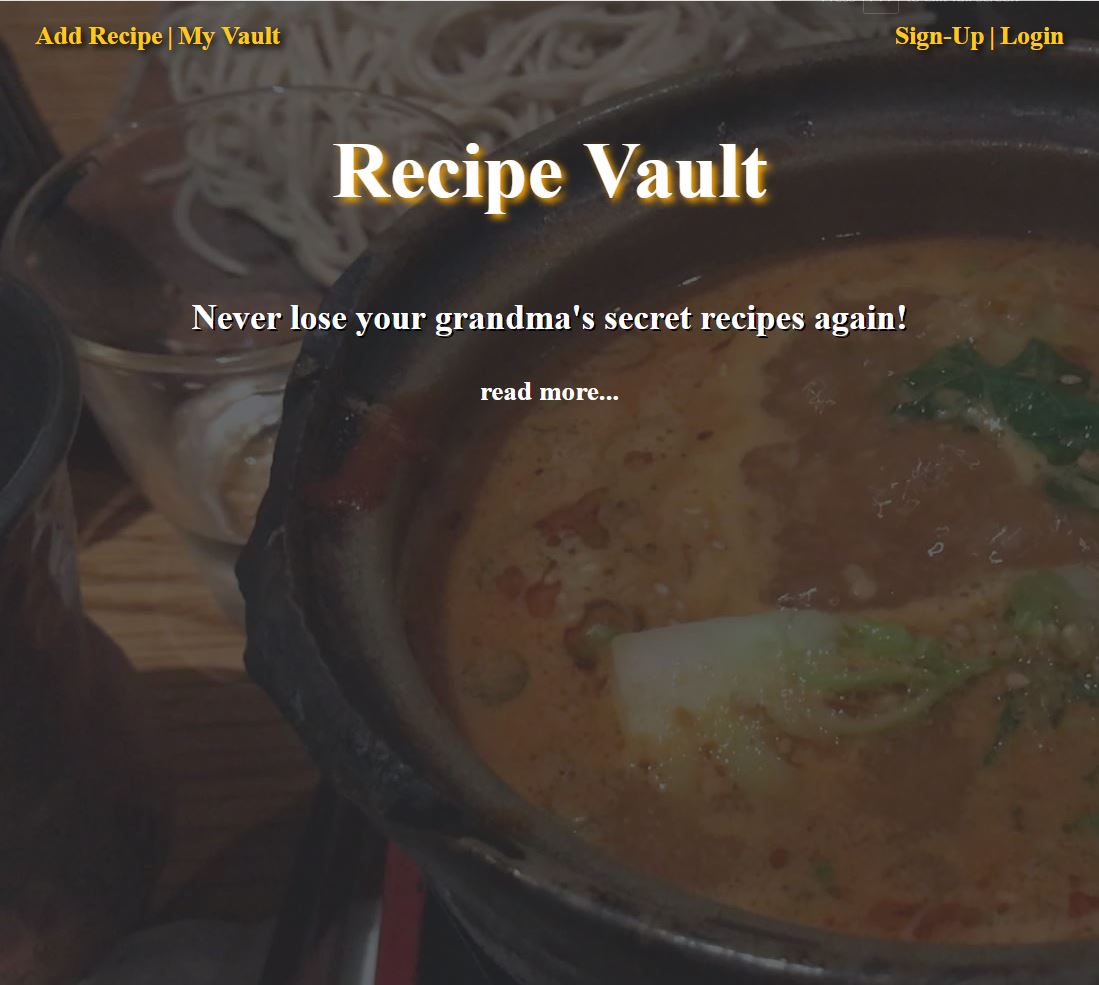 Add Recipe | My Vault
Sign-Up | Login
Recipe Vault
Never lose your grandma's secret recipes again!
read more...